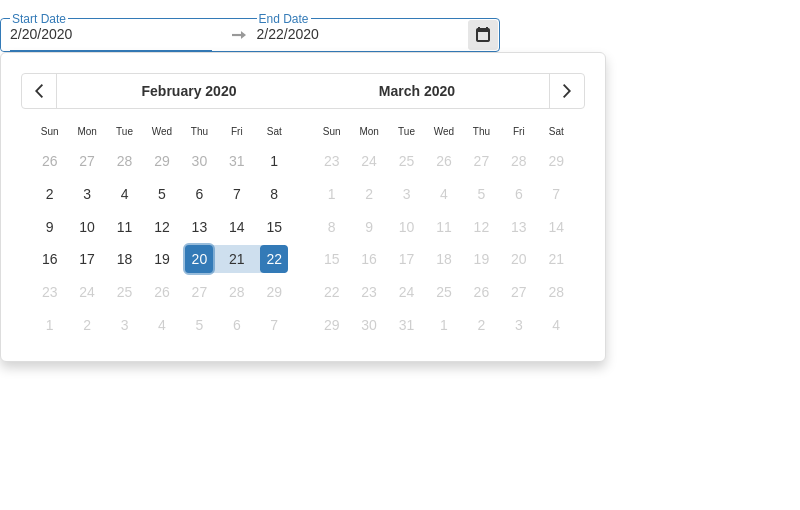 Start Date End Date
2/20/2020 2/22/2020
February 2020 March 2020
Sun Mon Tue Wed Thu Fri Sat Sun Mon Tue Wed Thu Fri Sat
26 27 28 29 30 31 1 23 24 25 26 27 28 29
2 3 4 5 6 7 8 1 2 3 4 5 6 7
9 10 11 12 13 14 15 8 9 10 11 12 13 14
16 17 18 19 20 21 22 15 16 17 18 19 20 21
23 24 25 26 27 28 29 22 23 24 25 26 27 28
1 2 3 4 5 6 7 29 30 31 1 2 3 4